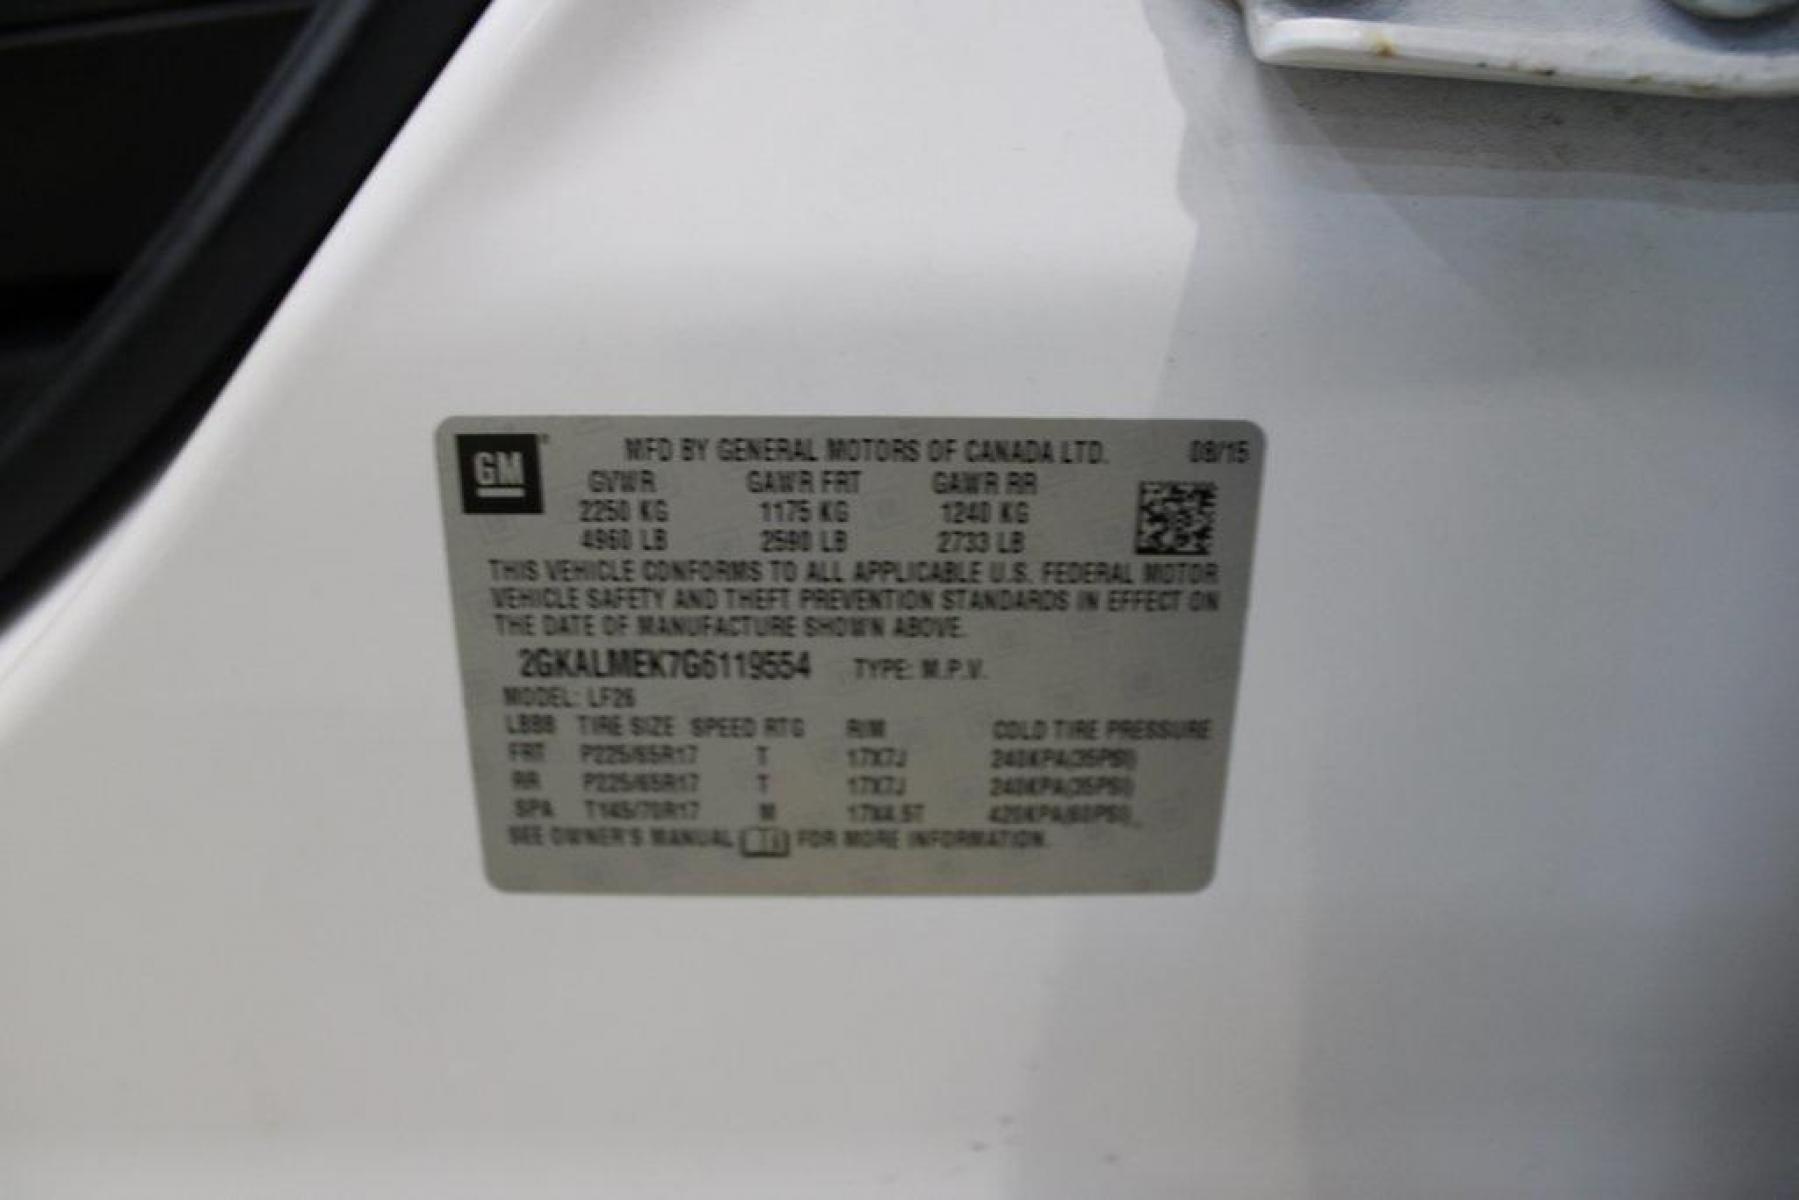 GM MFD BY GENERAL MOTORS OF CANADA LTD. 08/15
GVWR GAWR FRT GAWR RR
2250 KG 1175 KG 1240 KG
4960 LB 2590 LB 2733 LB
THIS VEHICLE CONFORMS TO ALL APPLICABLE U.S. FEDERAL MOTOR
VEHICLE SAFETY AND THEFT PREVENTION STANDARDS IN EFFECT ON
THE DATE OF MANUFACTURE SHOWN ABOVE.
2GKALMEK7G6119554 TYPE: M.P.V.
MODEL: LF26
TIRE SIZE SPEED RTG RIM COLD TIRE PRESSURE
FRT P225/65R17 T 17X7J 240KPA(35PSI)
RR P225/65R17 T 17X7J 240KPA(35PSI)
SPA T145/70R17 M 17X4.5T 420KPA(60PSI)
SEE OWNER'S MANUAL FOR MORE INFORMATION.